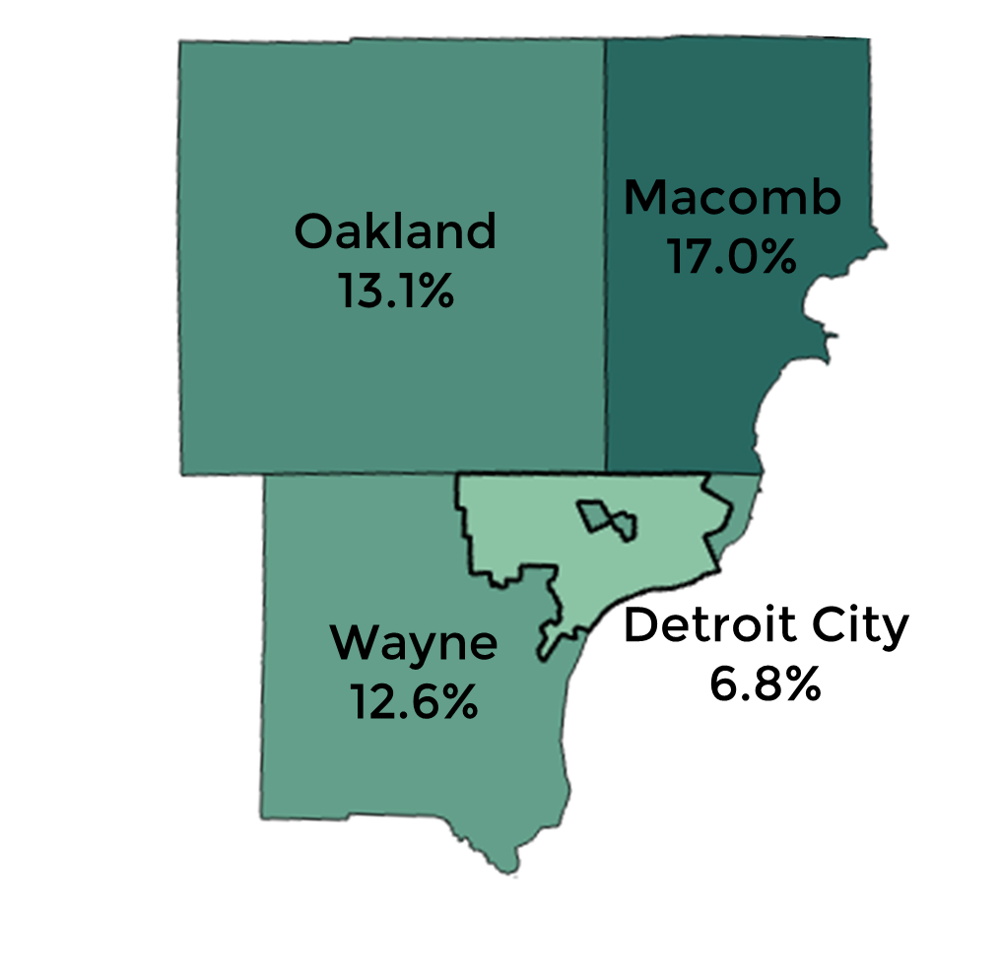 Oakland
13.1%
Macomb
17.0%
Wayne
12.6%
Detroit City
6.8%